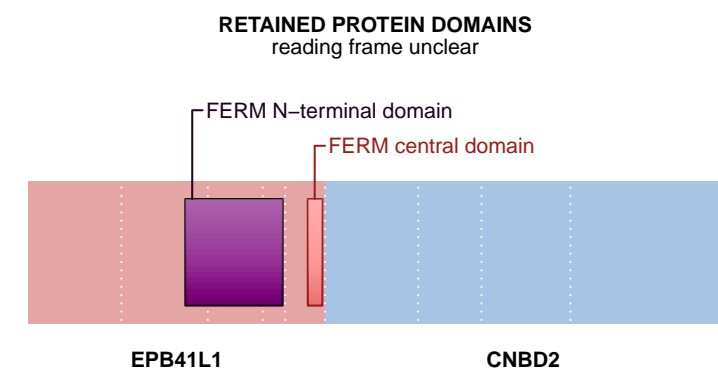 RETAINED PROTEIN DOMAINS
reading frame unclear
FERM N−terminal domain
FERM central domain
EPB41L1
CNBD2